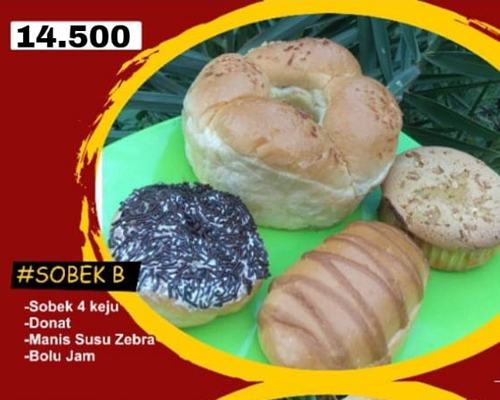 14.500
#SOBEK B
-Sobek 4 keju
-Donat
-Manis Susu Zebra
-Bolu Jam